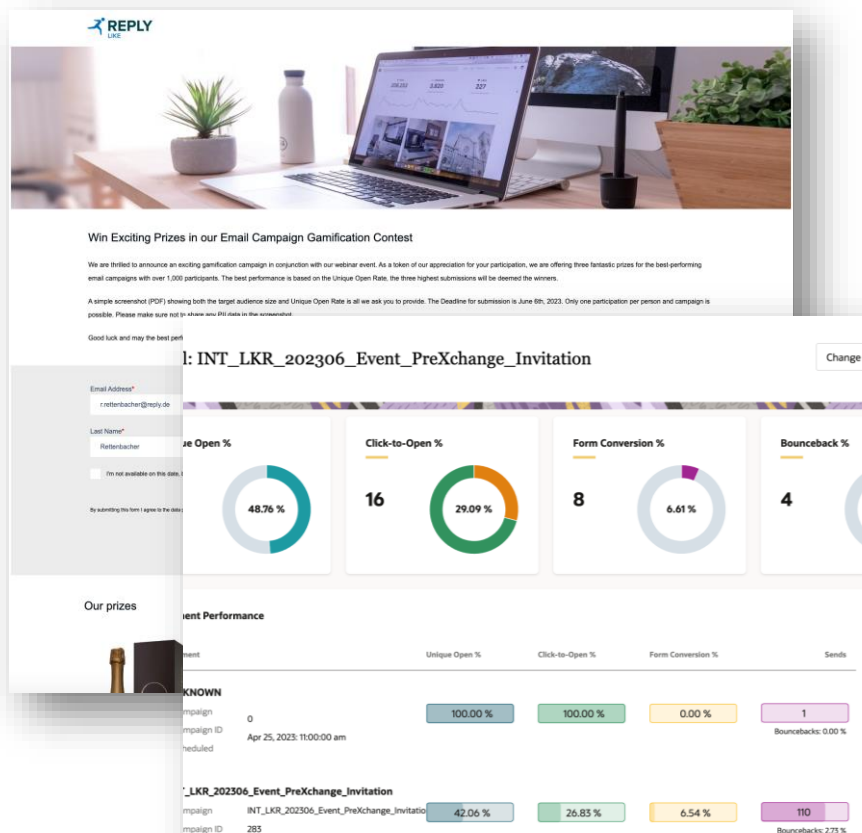 REPLY
LIKE
Win Exciting Prizes in our Email Campaign Gamification Contest
We are thrilled to announce an exciting gamification campaign in conjunction with our webinar event. As a token of our appreciation for your participation, we are offering three fantastic prizes for the best-performing
email campaigns with over 1,000 participants. The best performance is based on the Unique Open Rate, the three highest submissions will be deemed the winners.
A simple screenshot (PDF) showing both the target audience size and Unique Open Rate is all we ask you to provide. The Deadline for submission is June 6th, 2023. Only one participation per person and campaign is
possible. Please make sure not to share any PII data in the screenshot.
Good luck and may the best perf
l: INT_LKR_202306_Event_PreXchange_Invitation
Change
Email Address*
r.rettenbacher@reply.de
Last Name*
Rettenbacher
I'm not available on this date,
By submitting this form I agree to the data
ue Open %
48.76 %
Click-to-Open %
16
29.09 %
Form Conversion %
8
6.61 %
Bounceback %
4
Our prizes
ent Performance
ment
Unique Open %
Click-to-Open %
Form Conversion %
Sends
KNOWN
mpaign
0
mpaign ID
Apr 25, 2023: 11:00:00 am
heduled
100.00 %
100.00 %
0.00 %
1
Bouncebacks: 0.00 %
_LKR_202306_Event_PreXchange_Invitation
mpaign
INT_LKR_202306_Event_PreXchange_Invitatio
mpaign ID
283
42.06 %
26.83 %
6.54 %
110
Bouncebacks: 2.73 %